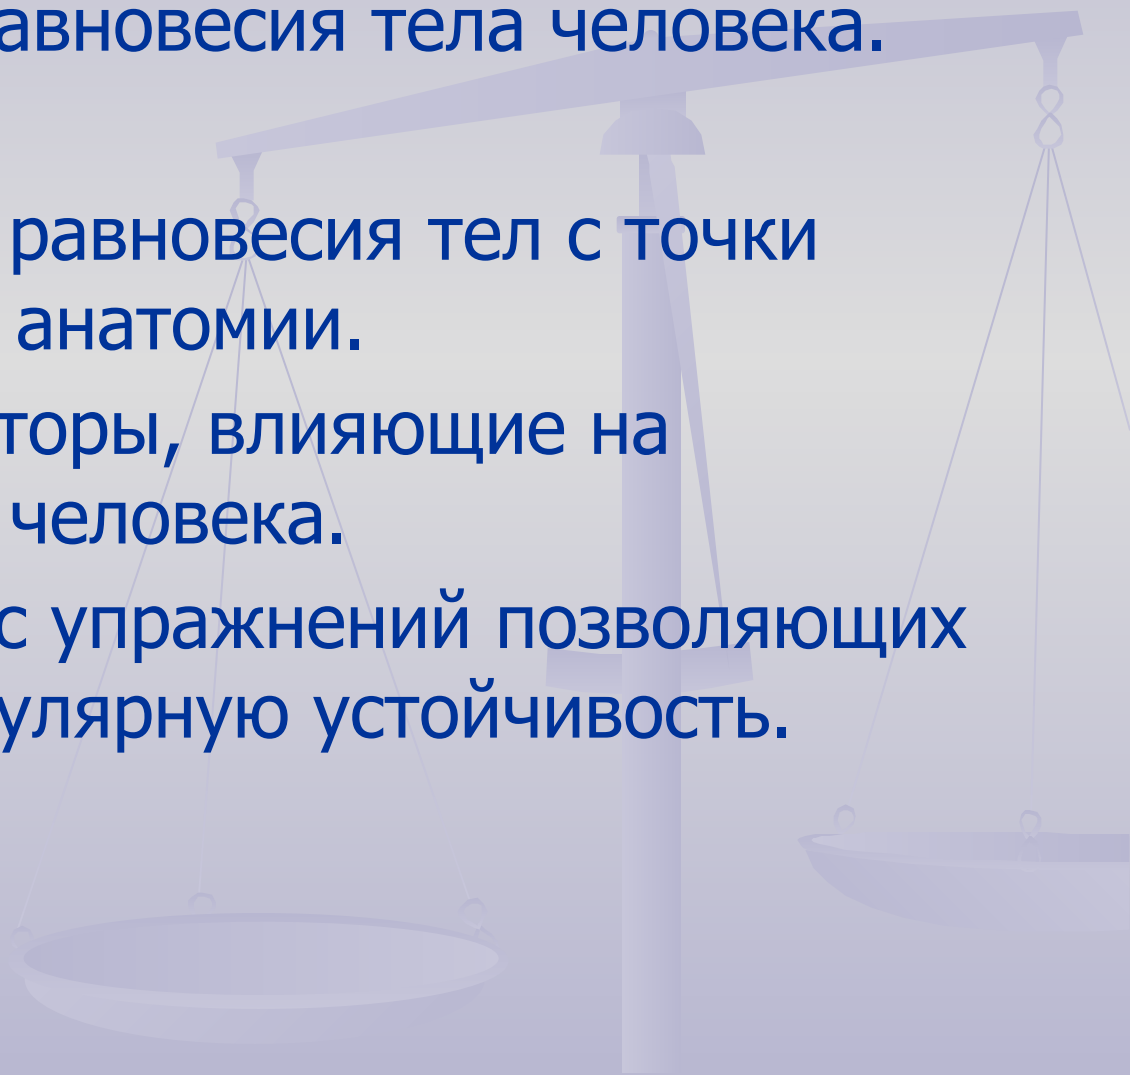 авновесия тела человека.
равновесия тел с точки
анатомии.
торы, влияющие на
человека.
с упражнений позволяющих
улярную устойчивость.